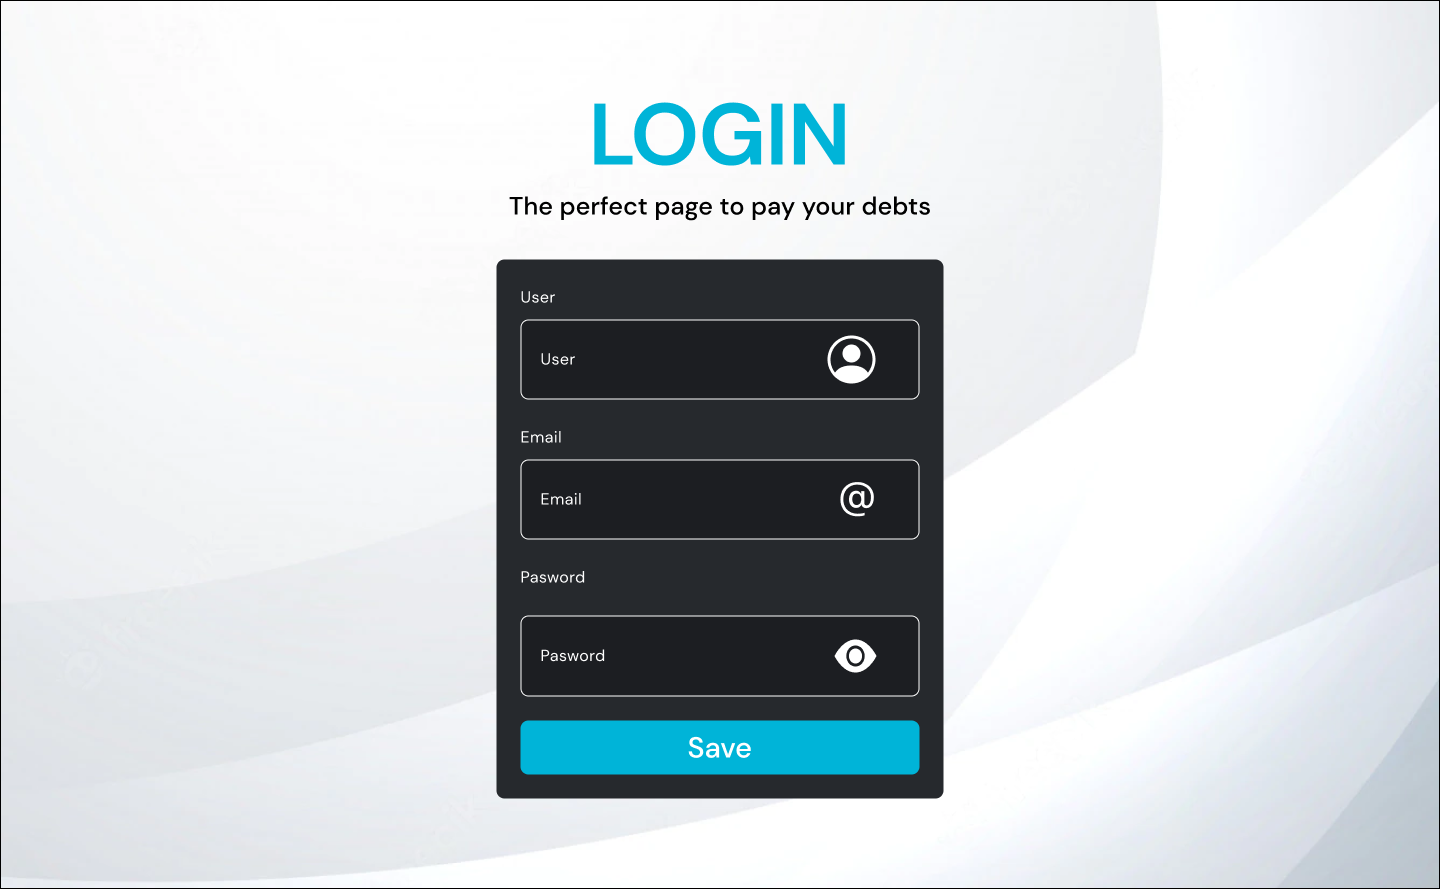 LOGIN
The perfect page to pay your debts
User
User
Email
Email
@
Pasword
Pasword
Save